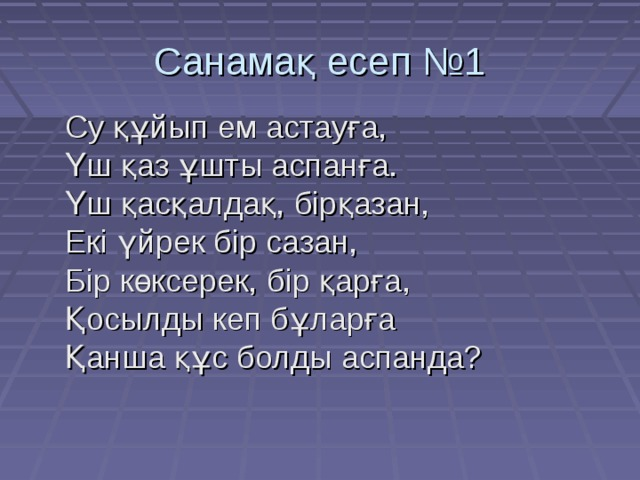 Санамақ есеп №1
Су құйып ем астауға,
Үш қаз ұшты аспанға.
Үш қасқалдақ, бірқазан,
Екі үйрек бір сазан,
Бір көксерек, бір қарға,
Қосылды кеп бұларға
Қанша құс болды аспанда?